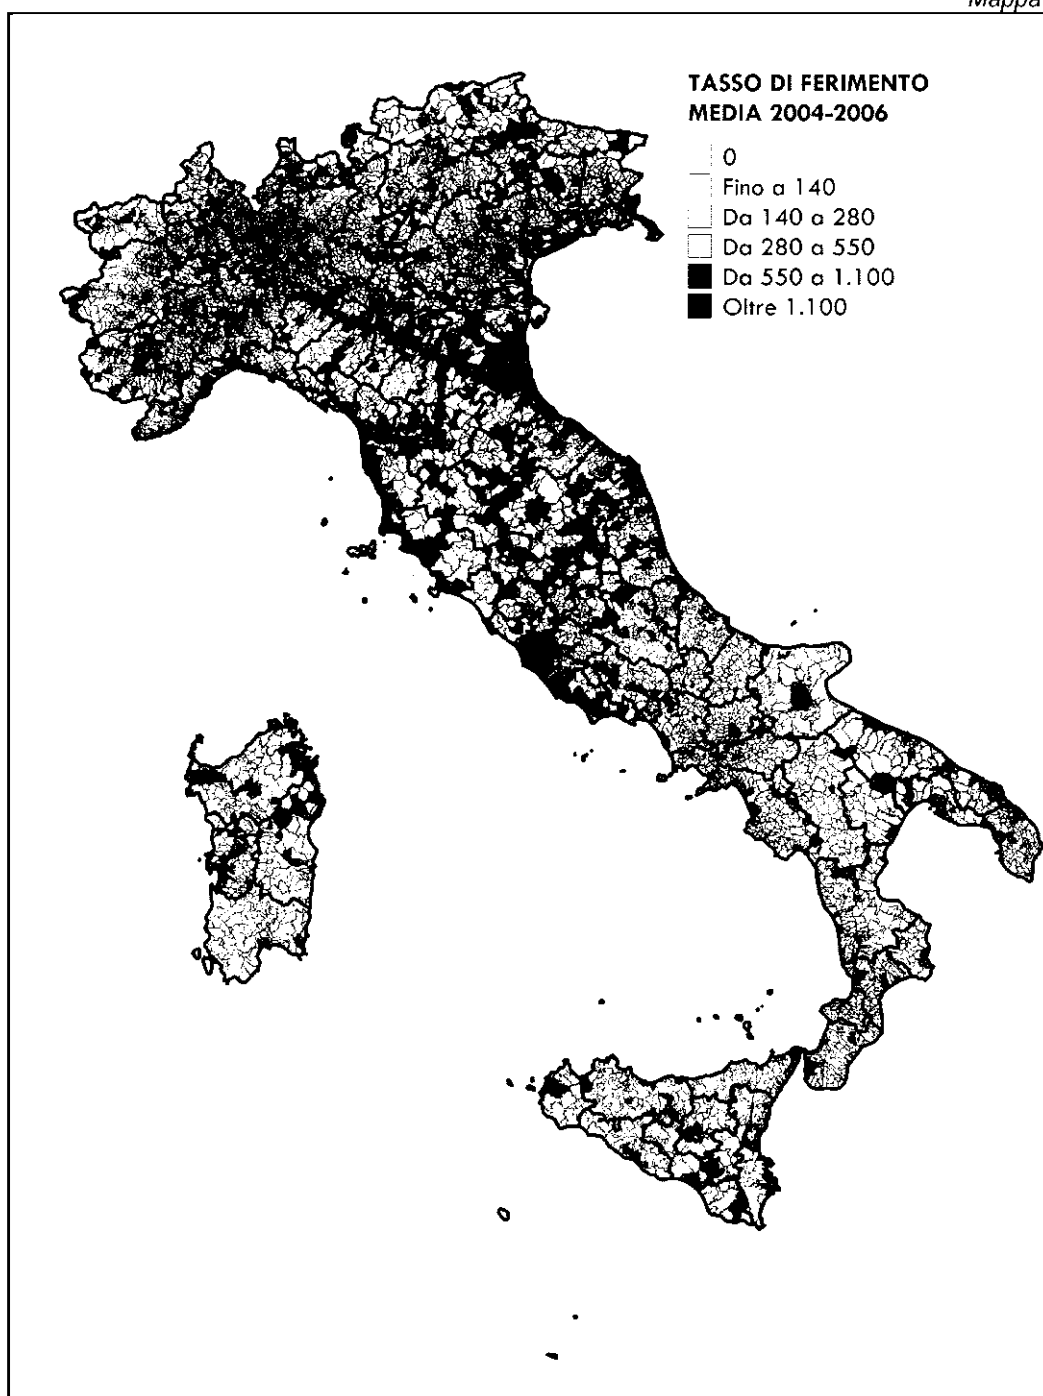 Mappa
TASSO DI FERIMENTO
MEDIA 2004-2006
0
Fino a 140
Da 140 a 280
Da 280 a 550
Da 550 a 1.100
Oltre 1.100